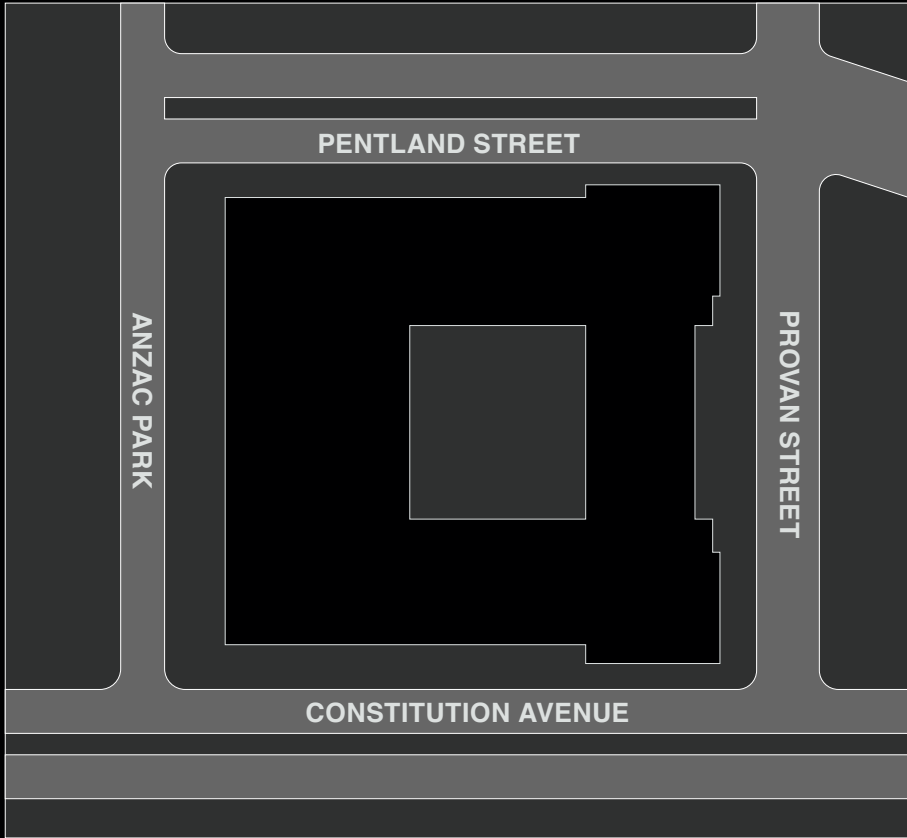 PENTLAND STREET
ANZAC PARK
PROVAN STREET
CONSTITUTION AVENUE